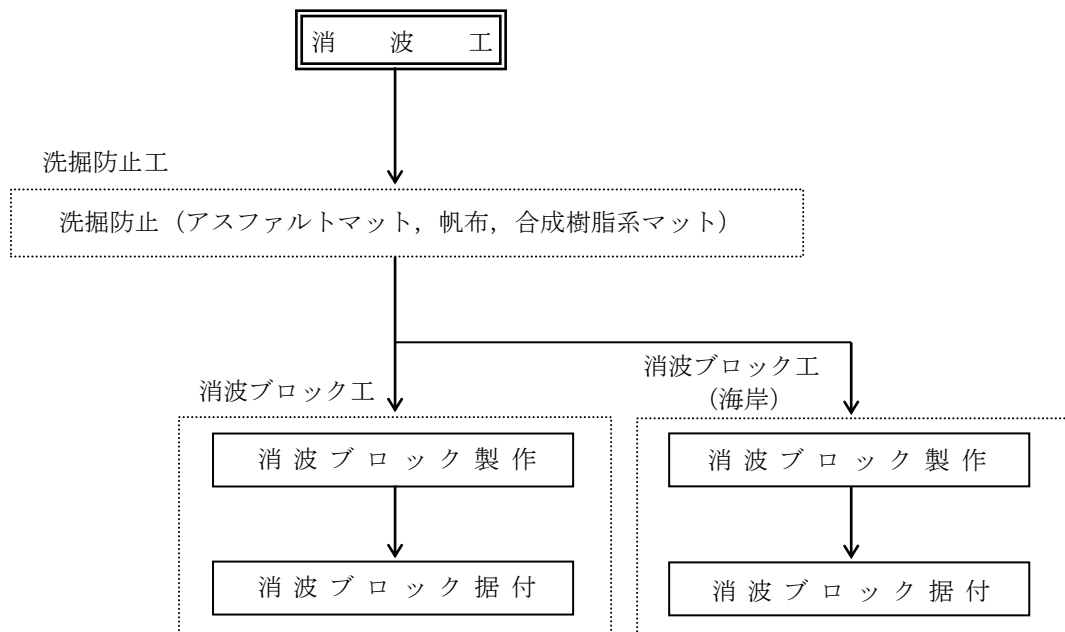 消波工
洗掘防止工
洗掘防止(アスファルトマット，帆布，合成樹脂系マット)
消波ブロック工
消波ブロック工
(海岸)
消波ブロック製作
消波ブロック製作
消波ブロック据付
消波ブロック据付